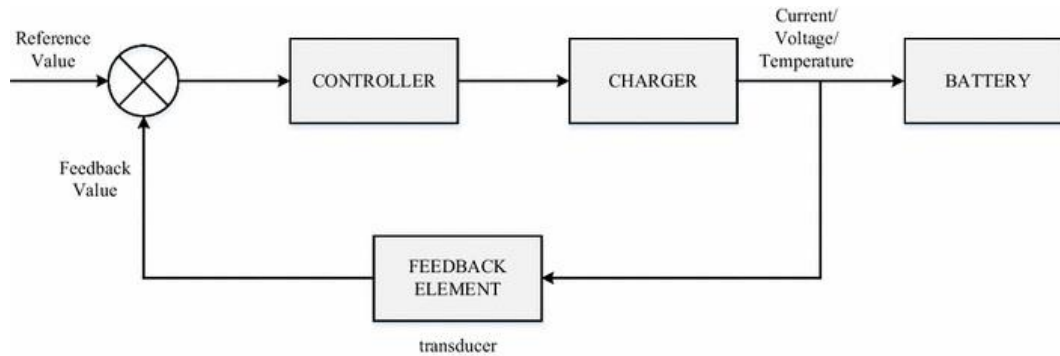 Reference
Value
CONTROLLER
CHARGER
Current/
Voltage/
Temperature
BATTERY
Feedback
Value
FEEDBACK
ELEMENT
transducer